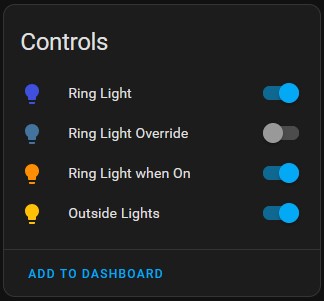 Controls
Ring Light
Ring Light Override
Ring Light when On
Outside Lights
ADD TO DASHBOARD